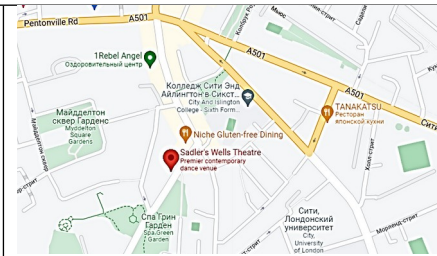 Pentonville Rd
A501
1Rebel Angel
Оздоровительный центр
A501
Колледж Сити Энд
Айлингтон в Сикст...
City And Islington
College - Sixth Form...
A501
TANAKATSU
Ресторан
японской кухни
Майдделтон
сквер Гарденс
Myddelton
Square
Gardens
Niche Gluten-free Dining
Sadler's Wells Theatre
Premier contemporary
dance venue
Спа Грин
Гарден
Spa Green
Garden
Сити,
Лондонский
университет
City,
University
of London